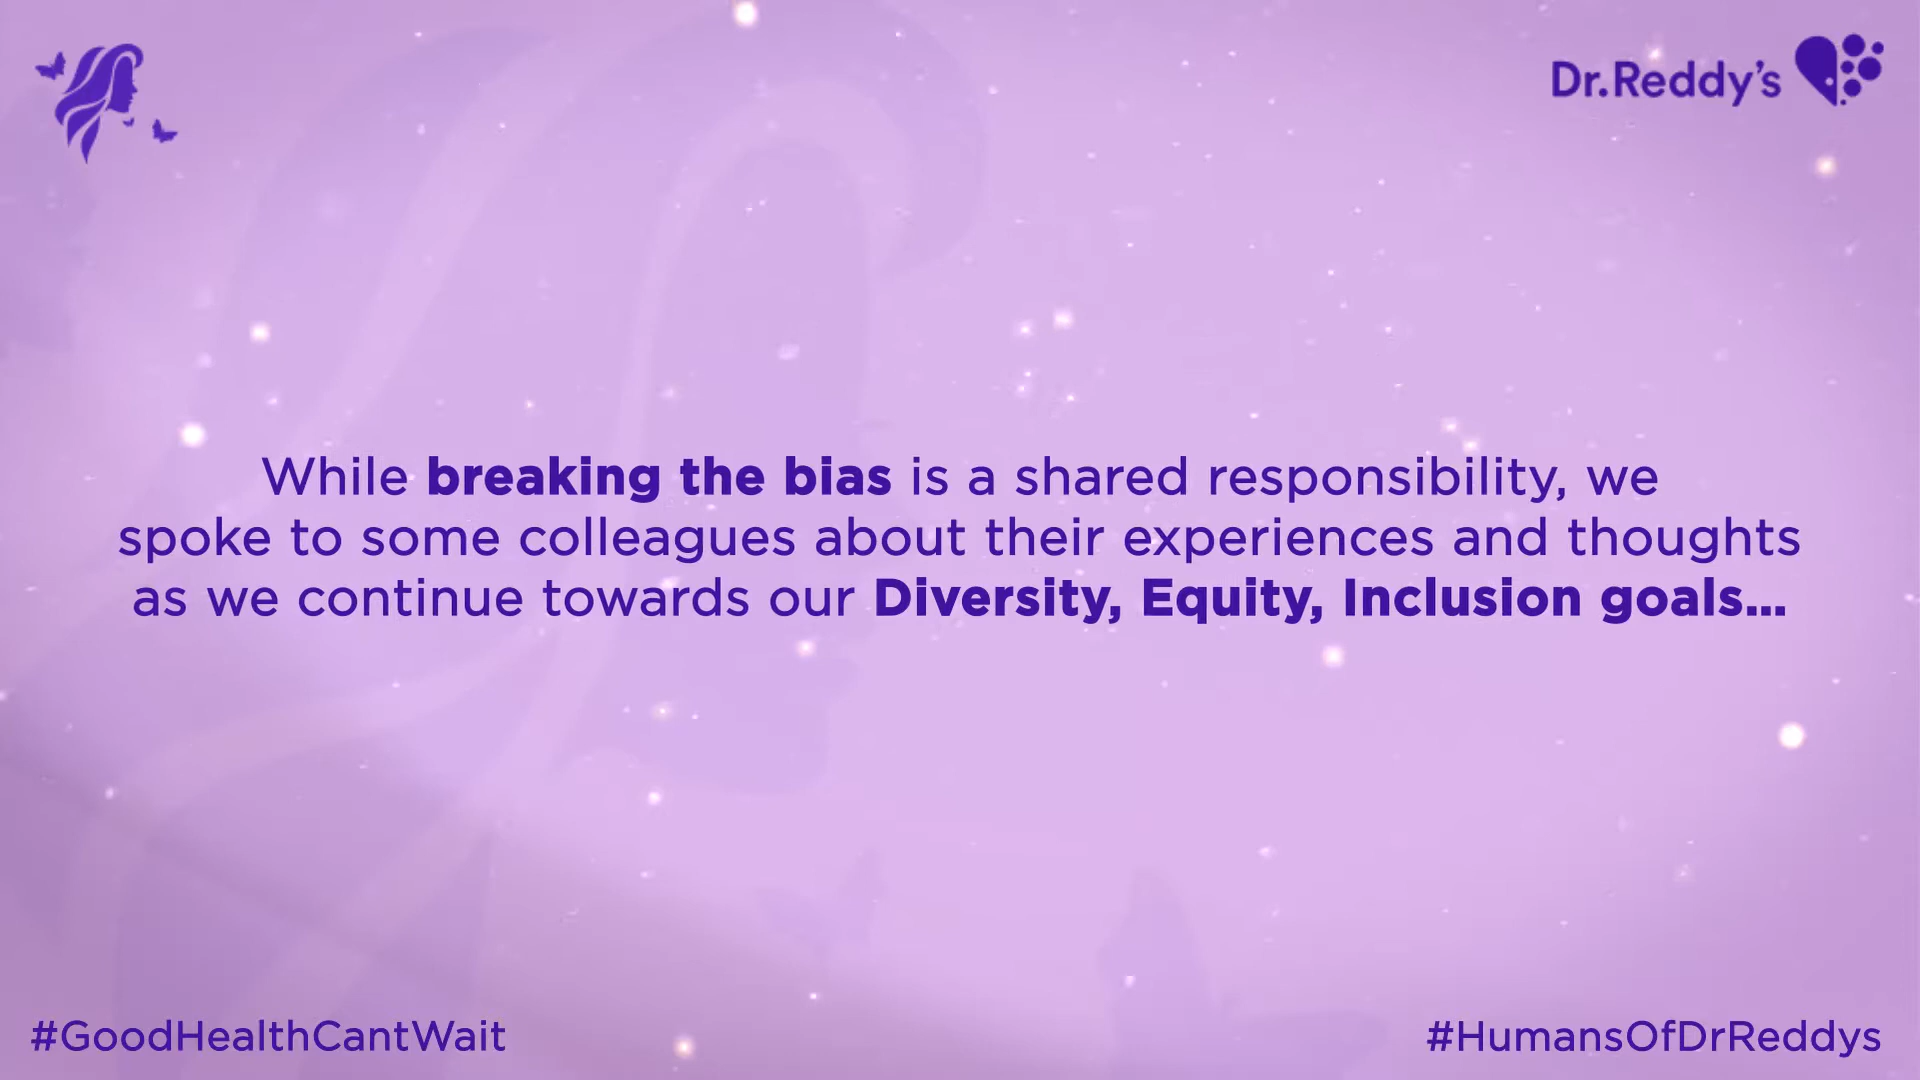 Dr.Reddy's
While breaking the bias is a shared responsibility, we
spoke to some colleagues about their experiences and thoughts
as we continue towards our Diversity, Equity, Inclusion goals...
#GoodHealthCantWait
#HumansOfDrReddys